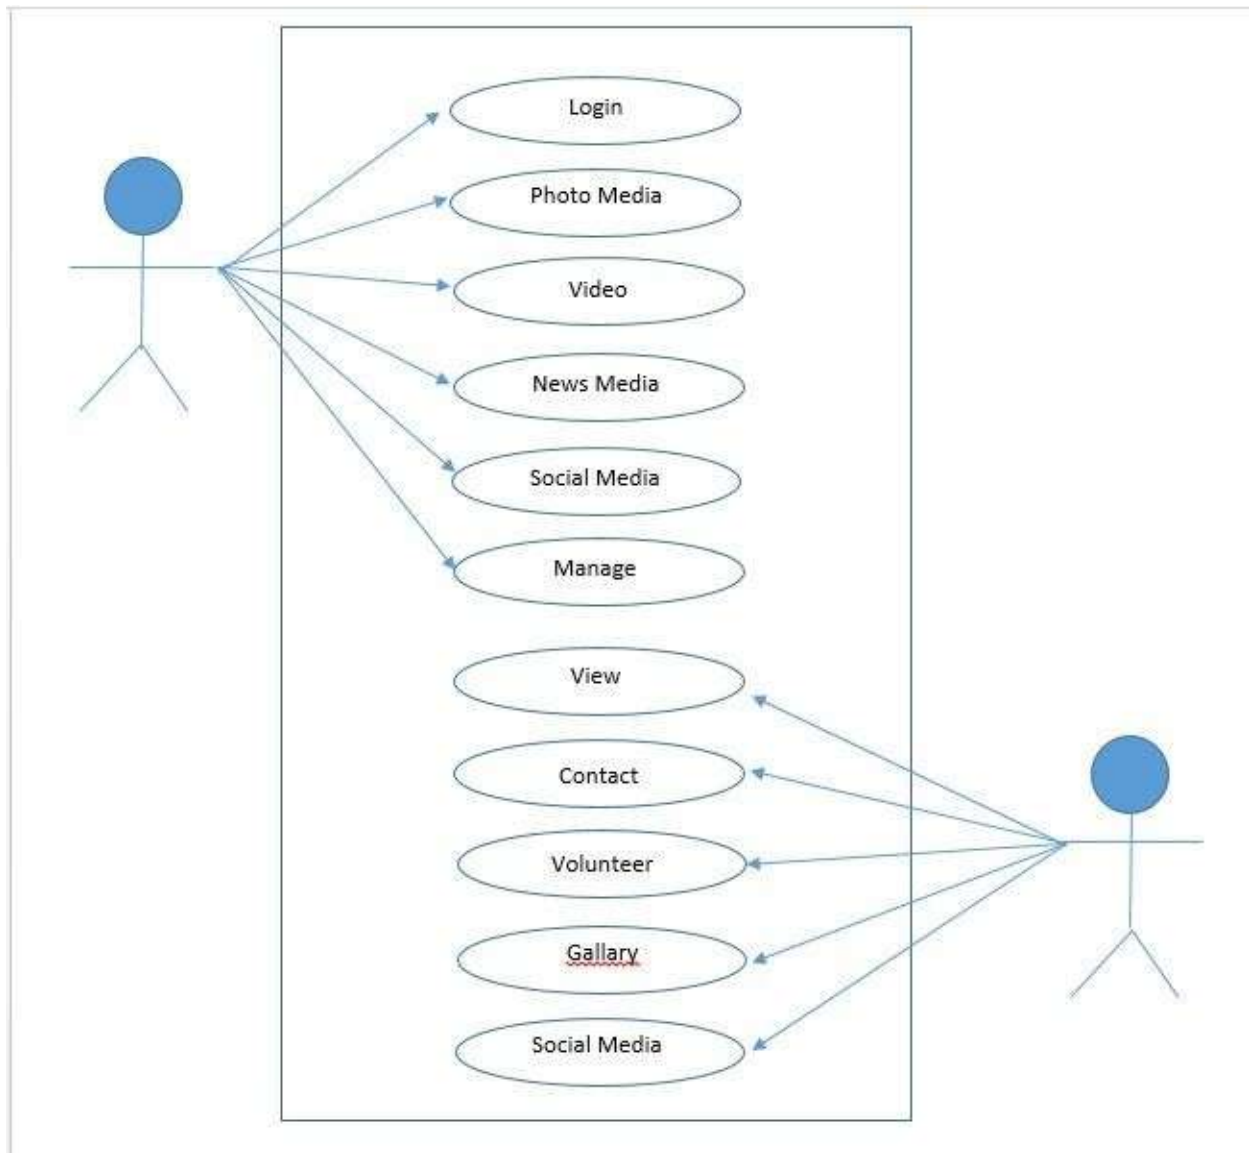 Login
Photo Media
Video
News Media
Social Media
Manage
View
Contact
Volunteer
Gallary
Social Media